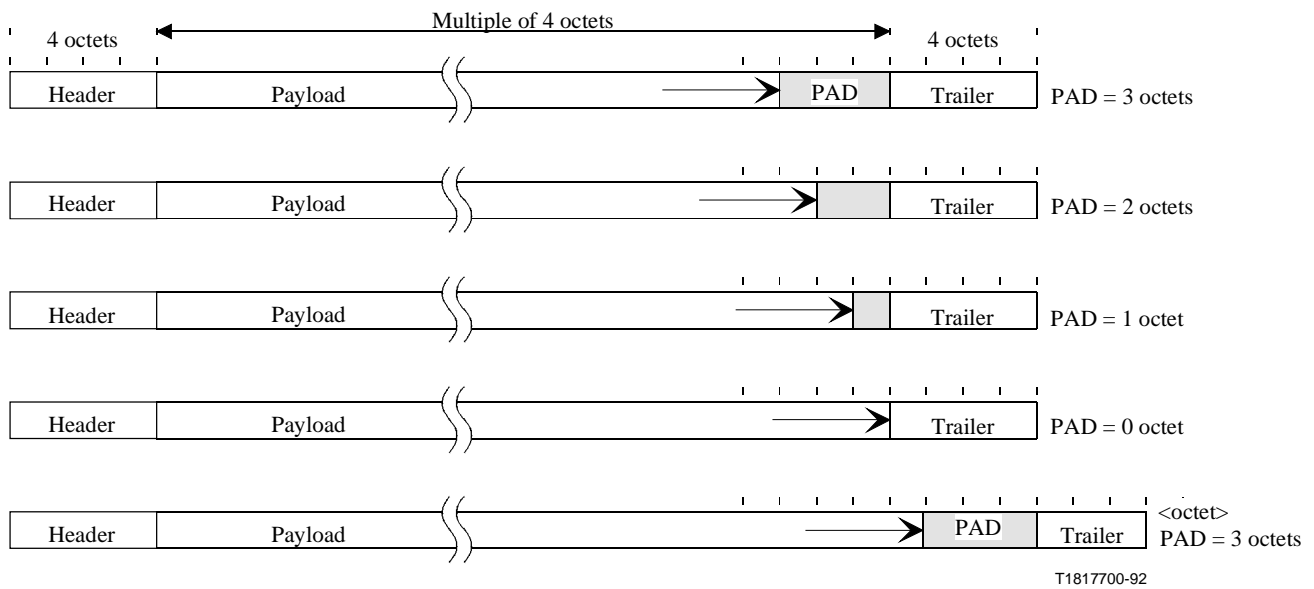 Multiple of 4 octets
4 octets 4 octets
Header Payload PAD Trailer PAD = 3 octets
Header Payload Trailer PAD = 2 octets
Header Payload Trailer PAD = 1 octet
Header Payload Trailer PAD = 0 octet
<octet>
Header Payload PAD Trailer PAD = 3 octets
T1817700-92